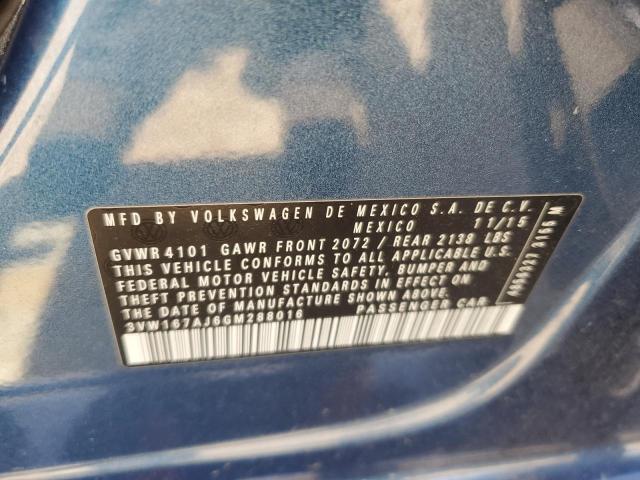 MFD BY VOLKSWAGEN DE MEXICO S.A. DE C.V.
MEXICO 11/15
GVWR 4101 GAWR FRONT 2072 / REAR 2138 LBS
THIS VEHICLE CONFORMS TO ALL APPLICABLE U.S.
FEDERAL MOTOR VEHICLE SAFETY, BUMPER AND
THEFT PREVENTION STANDARDS IN EFFECT ON
THE DATE OF MANUFACTURE SHOWN ABOVE.
3VW167AJ6GM288016 PASSENGER CAR